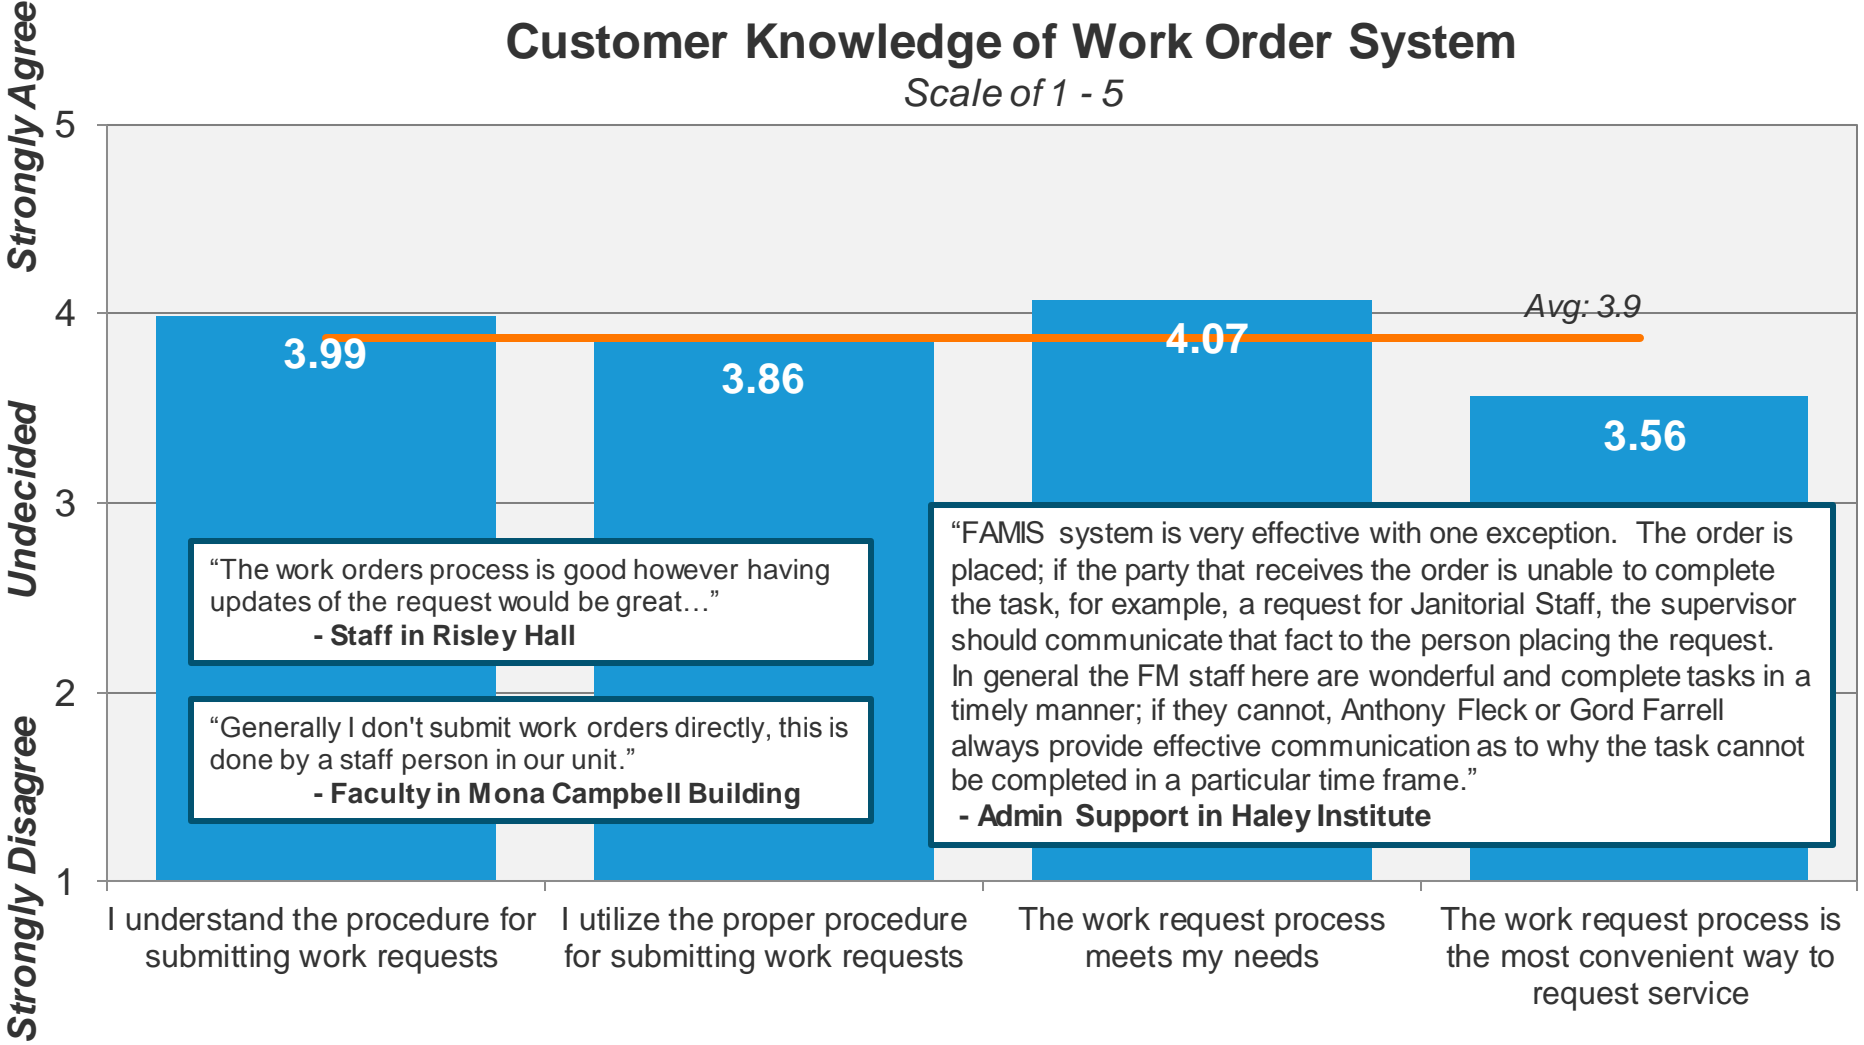 Customer Knowledge of Work Order System
Scale of 1 - 5
Strongly Agree
Undecided
Strongly Disagree
5
4
3
2
1
Avg: 3.9
3.99
3.86
4.07
3.56
“The work orders process is good however having
updates of the request would be great…”
- Staff in Risley Hall
“Generally I don't submit work orders directly, this is
done by a staff person in our unit.”
- Faculty in Mona Campbell Building
“FAMIS system is very effective with one exception. The order is
placed; if the party that receives the order is unable to complete
the task, for example, a request for Janitorial Staff, the supervisor
should communicate that fact to the person placing the request.
In general the FM staff here are wonderful and complete tasks in a
timely manner; if they cannot, Anthony Fleck or Gord Farrell
always provide effective communication as to why the task cannot
be completed in a particular time frame.”
- Admin Support in Haley Institute
I understand the procedure for
submitting work requests
I utilize the proper procedure
for submitting work requests
The work request process
meets my needs
The work request process is
the most convenient way to
request service